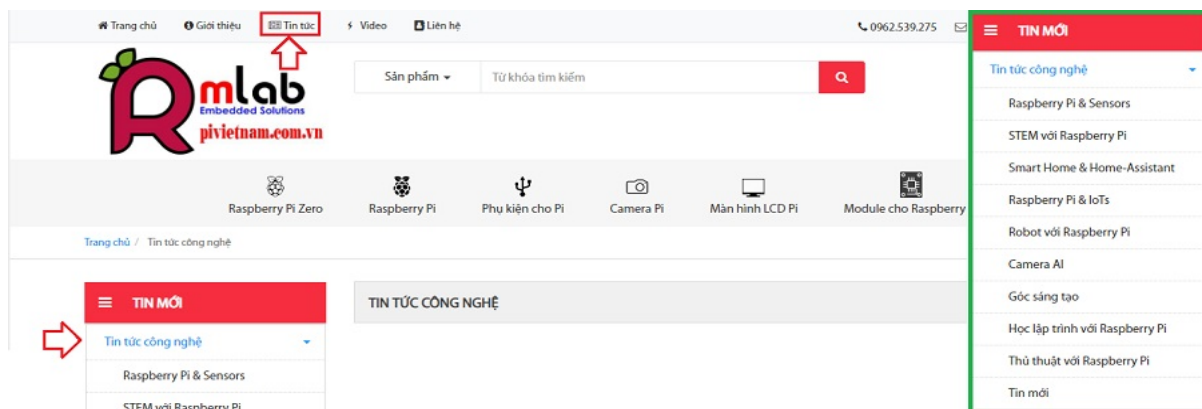 Trang chủ Giới thiệu Tin tức Video Liên hệ 0962.539.275
Rmlab
Embedded Solutions
pivietnam.com.vn
Sản phẩm Từ khóa tìm kiếm
Raspberry Pi Zero Raspberry Pi Phụ kiện cho Pi Camera Pi Màn hình LCD Pi Module cho Raspberry
Trang chủ / Tin tức công nghệ
TIN MỚI
Tin tức công nghệ
Raspberry Pi & Sensors
STEM với Raspberry Pi
TIN TỨC CÔNG NGHỆ
TIN MỚI
Tin tức công nghệ
Raspberry Pi & Sensors
STEM với Raspberry Pi
Smart Home & Home-Assistant
Raspberry Pi & IoTs
Robot với Raspberry Pi
Camera AI
Góc sáng tạo
Học lập trình với Raspberry Pi
Thủ thuật với Raspberry Pi
Tin mới